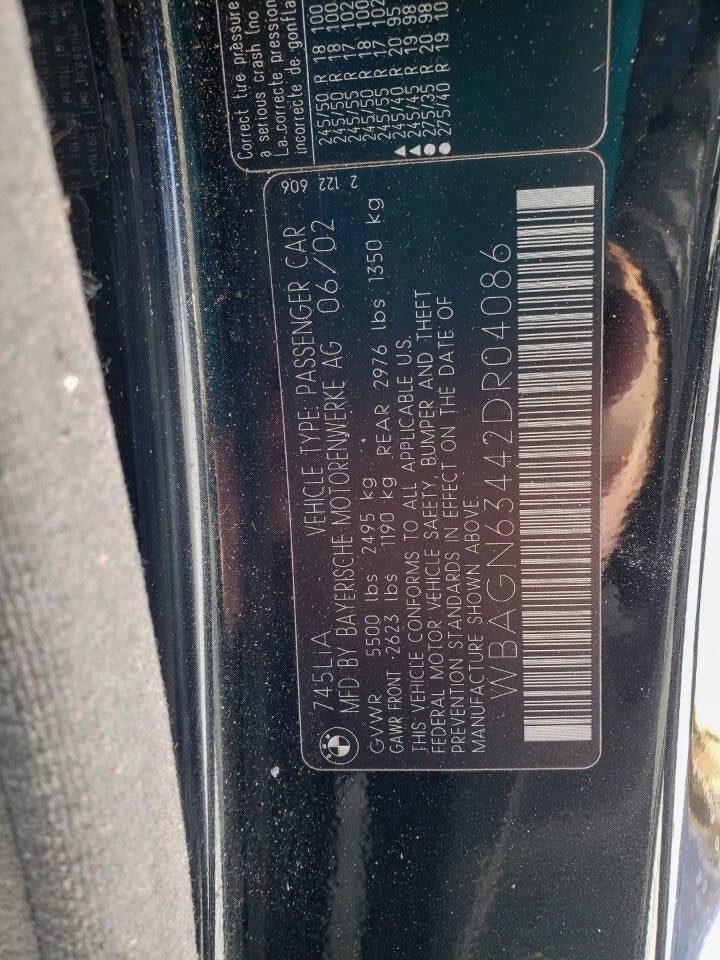 Correct tire pressure
a serious crash (no
La correcte pression
incorrecte de gonfla
245/50 R 18 100
245/50 R 18 100
245/55 R 17 102
245/50 R 18 100
245/55 R 17 102
▲ 245/40 R 20 95
▲ 245/45 R 19 98
● 275/35 R 20 98
● 275/40 R 19 10
2 122 606
745LiA VEHICLE TYPE: PASSENGER CAR
MFD BY BAYERISCHE MOTORENWERKE AG 06/02
GVWR 5500 lbs 2495 kg
GAWR FRONT 2623 lbs 1190 kg REAR 2976 lbs 1350 kg
THIS VEHICLE CONFORMS TO ALL APPLICABLE U.S.
FEDERAL MOTOR VEHICLE SAFETY, BUMPER AND THEFT
PREVENTION STANDARDS IN EFFECT ON THE DATE OF
MANUFACTURE SHOWN ABOVE.
WBAGN63442DR04086